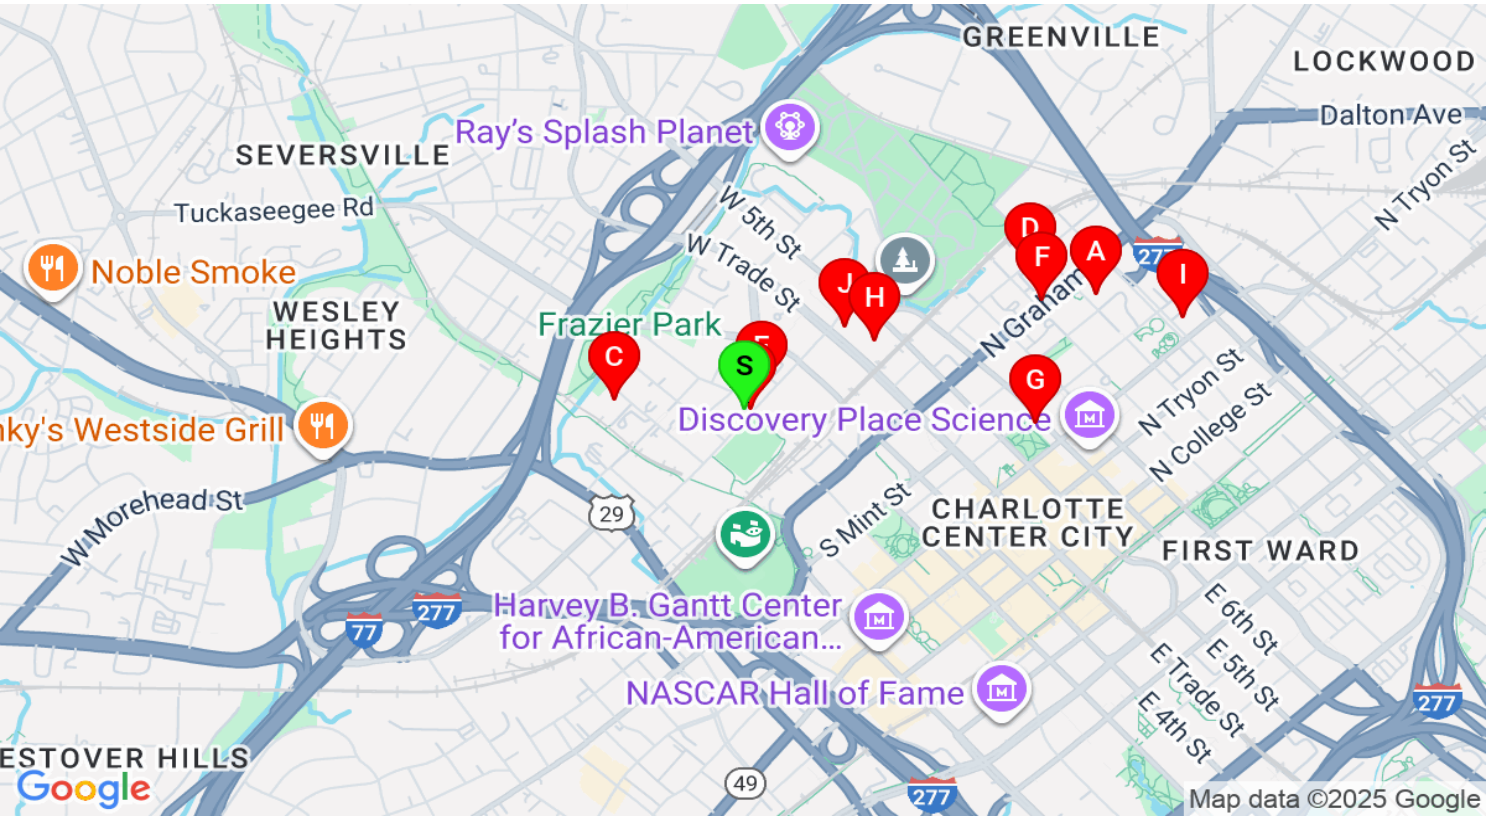 GREENVILLE
LOCKWOOD
Dalton Ave
Ray's Splash Planet
SEVERSVILLE
N Tryon St
Tuckaseegee Rd
W 5th St
W Trade St
D
F
A
277
I
Noble Smoke
J
H
WESLEY
HEIGHTS
Frazier Park
N Graham
C
S
G
Discovery Place Science
N Tryon St
N College St
nky's Westside Grill
W Morehead St
29
S Mint St
CHARLOTTE
CENTER CITY
FIRST WARD
Harvey B. Gantt Center
for African-American...
277
77
E 6th St
E 5th St
E Trade St
E 4th St
NASCAR Hall of Fame
277
ESTOVER HILLS
Google
49
277
Map data ©2025 Google